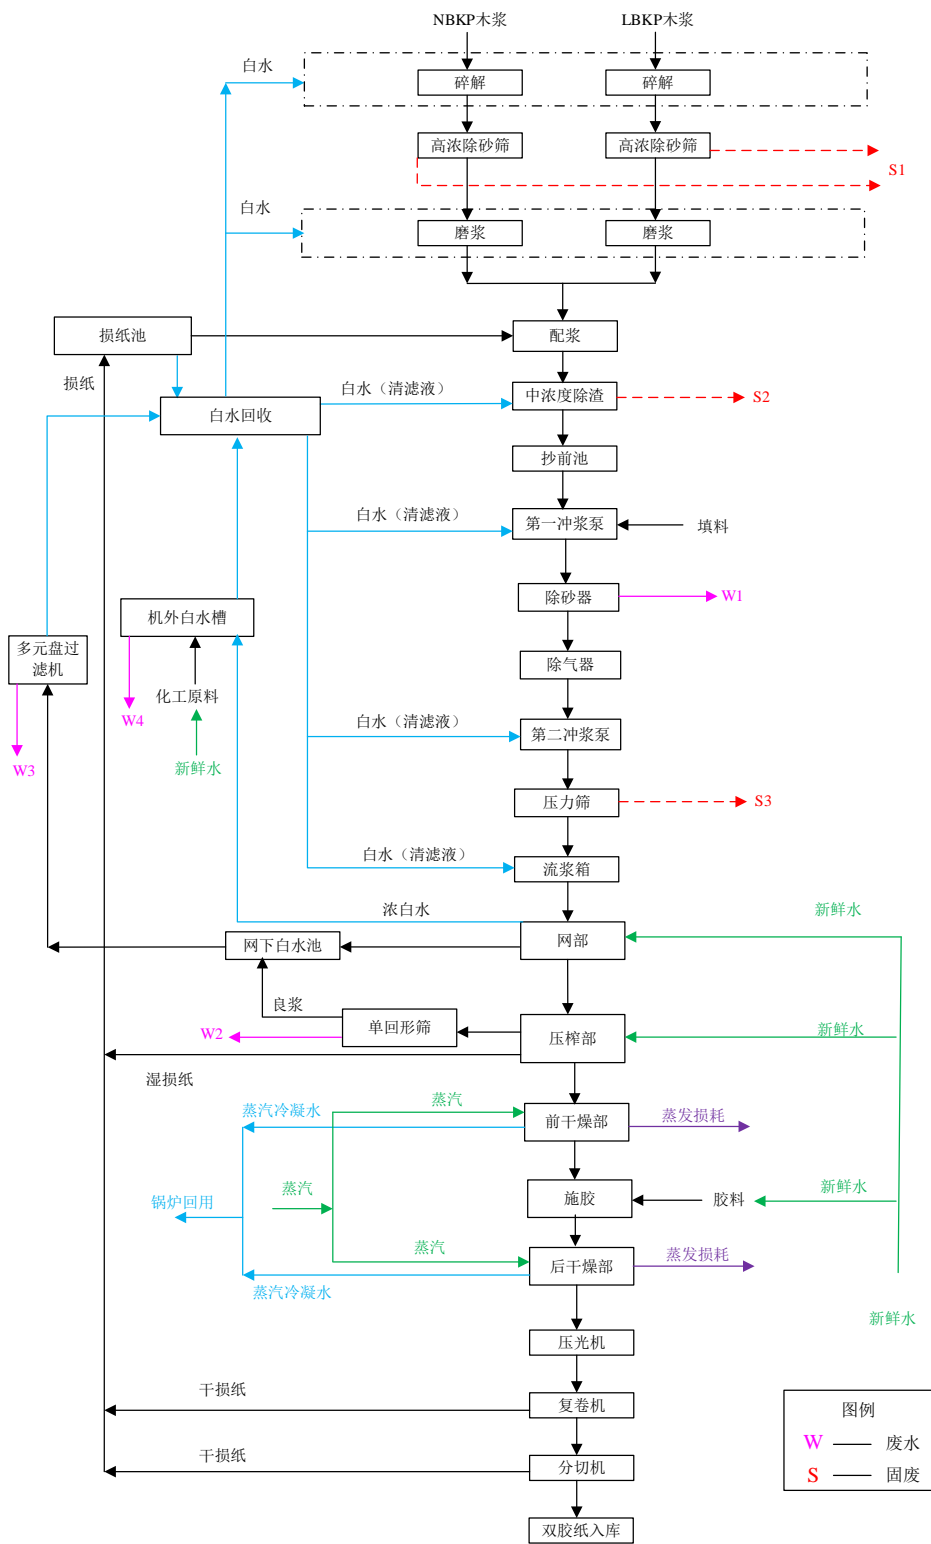 NBKP木浆
LBKP木浆
白水
碎解
碎解
高浓除砂筛
高浓除砂筛
S1
白水
磨浆
磨浆
损纸池
配浆
损纸
白水（清滤液）
中浓度除渣
S2
白水回收
抄前池
白水（清滤液）
第一冲浆泵
填料
机外白水槽
除砂器
W1
多元盘过
滤机
除气器
化工原料
W4
白水（清滤液）
第二冲浆泵
W3
新鲜水
压力筛
S3
白水（清滤液）
流浆箱
浓白水
新鲜水
网下白水池
网部
良浆
单回形筛
W2
压榨部
新鲜水
湿损纸
蒸汽
蒸汽冷凝水
前干燥部
蒸发损耗
蒸汽
锅炉回用
施胶
胶料
新鲜水
蒸汽
后干燥部
蒸发损耗
蒸汽冷凝水
新鲜水
压光机
干损纸
复卷机
图例
W
废水
干损纸
分切机
S
固废
双胶纸入库